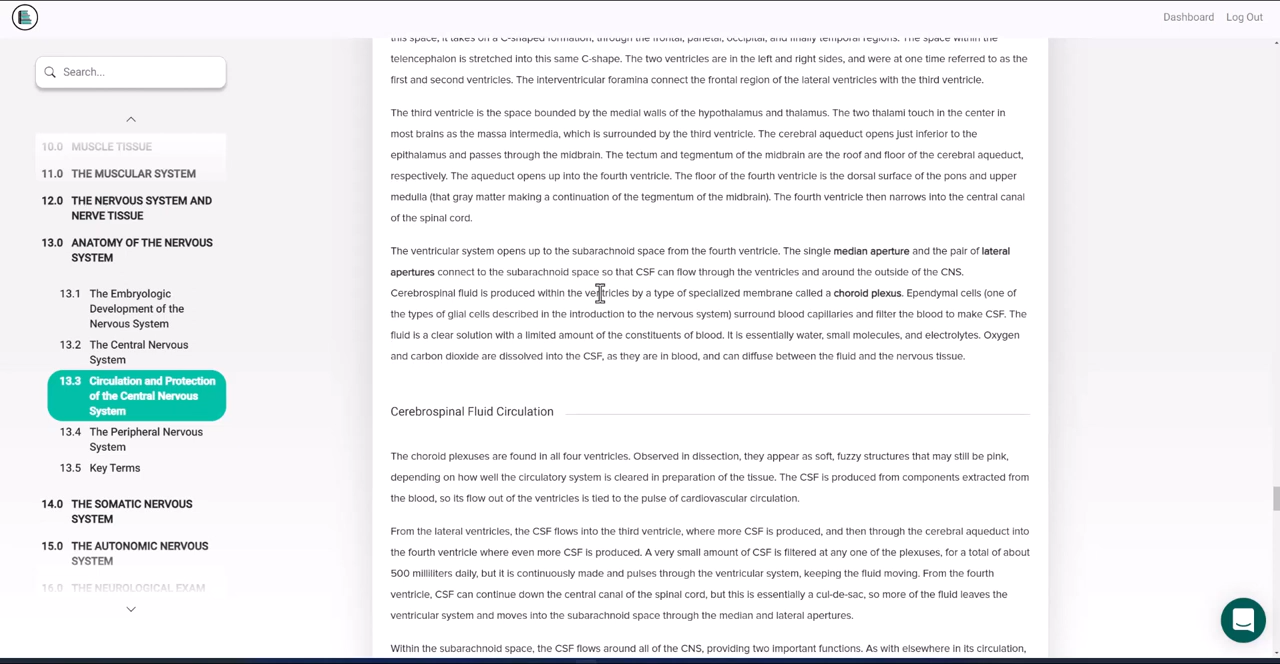 Dashboard
Log Out
Search...
10.0 MUSCLE TISSUE
11.0 THE MUSCULAR SYSTEM
12.0 THE NERVOUS SYSTEM AND
NERVE TISSUE
13.0 ANATOMY OF THE NERVOUS
SYSTEM
13.1 The Embryologic
Development of the
Nervous System
13.2 The Central Nervous
System
13.3 Circulation and Protection
of the Central Nervous
System
13.4 The Peripheral Nervous
System
13.5 Key Terms
14.0 THE SOMATIC NERVOUS
SYSTEM
15.0 THE AUTONOMIC NERVOUS
SYSTEM
16.0 THE NEUROLOGICAL EXAM
this space, it takes on a C-shaped formation, through the frontal, parietal, occipital, and finally temporal regions. The space within the
telencephalon is stretched into this same C-shape. The two ventricles are in the left and right sides, and were at one time referred to as the
first and second ventricles. The interventricular foramina connect the frontal region of the lateral ventricles with the third ventricle.
The third ventricle is the space bounded by the medial walls of the hypothalamus and thalamus. The two thalami touch in the center in
most brains as the massa intermedia, which is surrounded by the third ventricle. The cerebral aqueduct opens just inferior to the
epithalamus and passes through the midbrain. The tectum and tegmentum of the midbrain are the roof and floor of the cerebral aqueduct,
respectively. The aqueduct opens up into the fourth ventricle. The floor of the fourth ventricle is the dorsal surface of the pons and upper
medulla (that gray matter making a continuation of the tegmentum of the midbrain). The fourth ventricle then narrows into the central canal
of the spinal cord.
The ventricular system opens up to the subarachnoid space from the fourth ventricle. The single median aperture and the pair of lateral
apertures connect to the subarachnoid space so that CSF can flow through the ventricles and around the outside of the CNS.
Cerebrospinal fluid is produced within the ventricles by a type of specialized membrane called a choroid plexus. Ependymal cells (one of
the types of glial cells described in the introduction to the nervous system) surround blood capillaries and filter the blood to make CSF. The
fluid is a clear solution with a limited amount of the constituents of blood. It is essentially water, small molecules, and electrolytes. Oxygen
and carbon dioxide are dissolved into the CSF, as they are in blood, and can diffuse between the fluid and the nervous tissue.
Cerebrospinal Fluid Circulation
The choroid plexuses are found in all four ventricles. Observed in dissection, they appear as soft, fuzzy structures that may still be pink,
depending on how well the circulatory system is cleared in preparation of the tissue. The CSF is produced from components extracted from
the blood, so its flow out of the ventricles is tied to the pulse of cardiovascular circulation.
From the lateral ventricles, the CSF flows into the third ventricle, where more CSF is produced, and then through the cerebral aqueduct into
the fourth ventricle where even more CSF is produced. A very small amount of CSF is filtered at any one of the plexuses, for a total of about
500 milliliters daily, but it is continuously made and pulses through the ventricular system, keeping the fluid moving. From the fourth
ventricle, CSF can continue down the central canal of the spinal cord, but this is essentially a cul-de-sac, so more of the fluid leaves the
ventricular system and moves into the subarachnoid space through the median and lateral apertures.
Within the subarachnoid space, the CSF flows around all of the CNS, providing two important functions. As with elsewhere in its circulation,